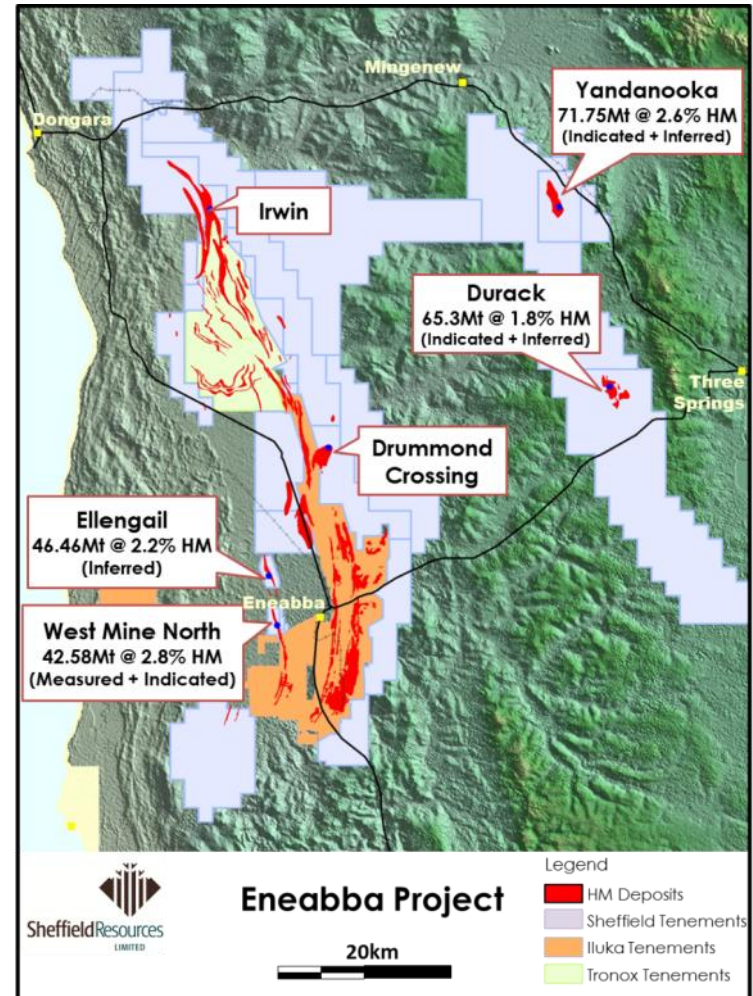 Mingenew
Yandanooka
71.75Mt @ 2.6% HM
(Indicated + Inferred)
Dongara
Irwin
Durack
65.3Mt @ 1.8% HM
(Indicated + Inferred)
Three
Springs
Drummond
Crossing
Ellengail
46.46Mt @ 2.2% HM
(Inferred)
Eneabba
West Mine North
42.58Mt @ 2.8% HM
(Measured + Indicated)
SheffieldResources
LIMITED
Eneabba Project
20km
Legend
HM Deposits
Sheffield Tenements
Iluka Tenements
Tronox Tenements